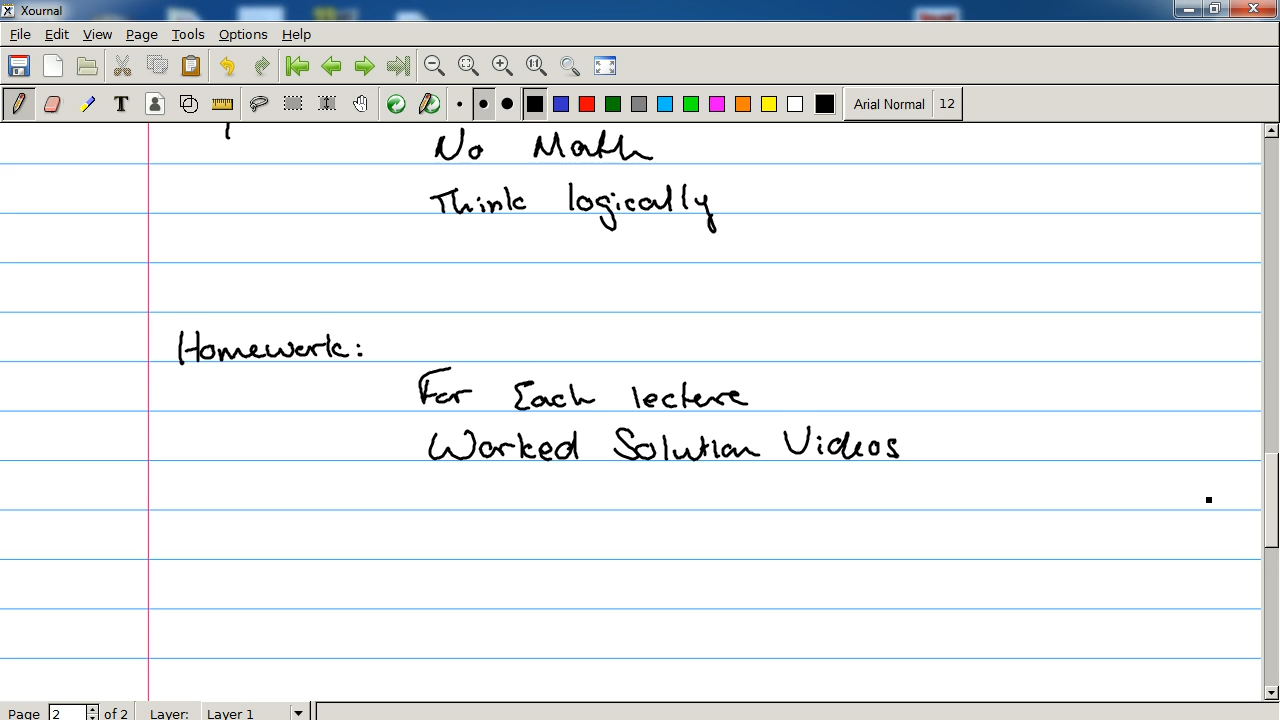 Xournal
File Edit View Page Tools Options Help
Arial Normal 12
No Math
Think logically
Homework:
For Each lecture
Worked Solution Videos
Page 2 of 2 Layer: Layer 1